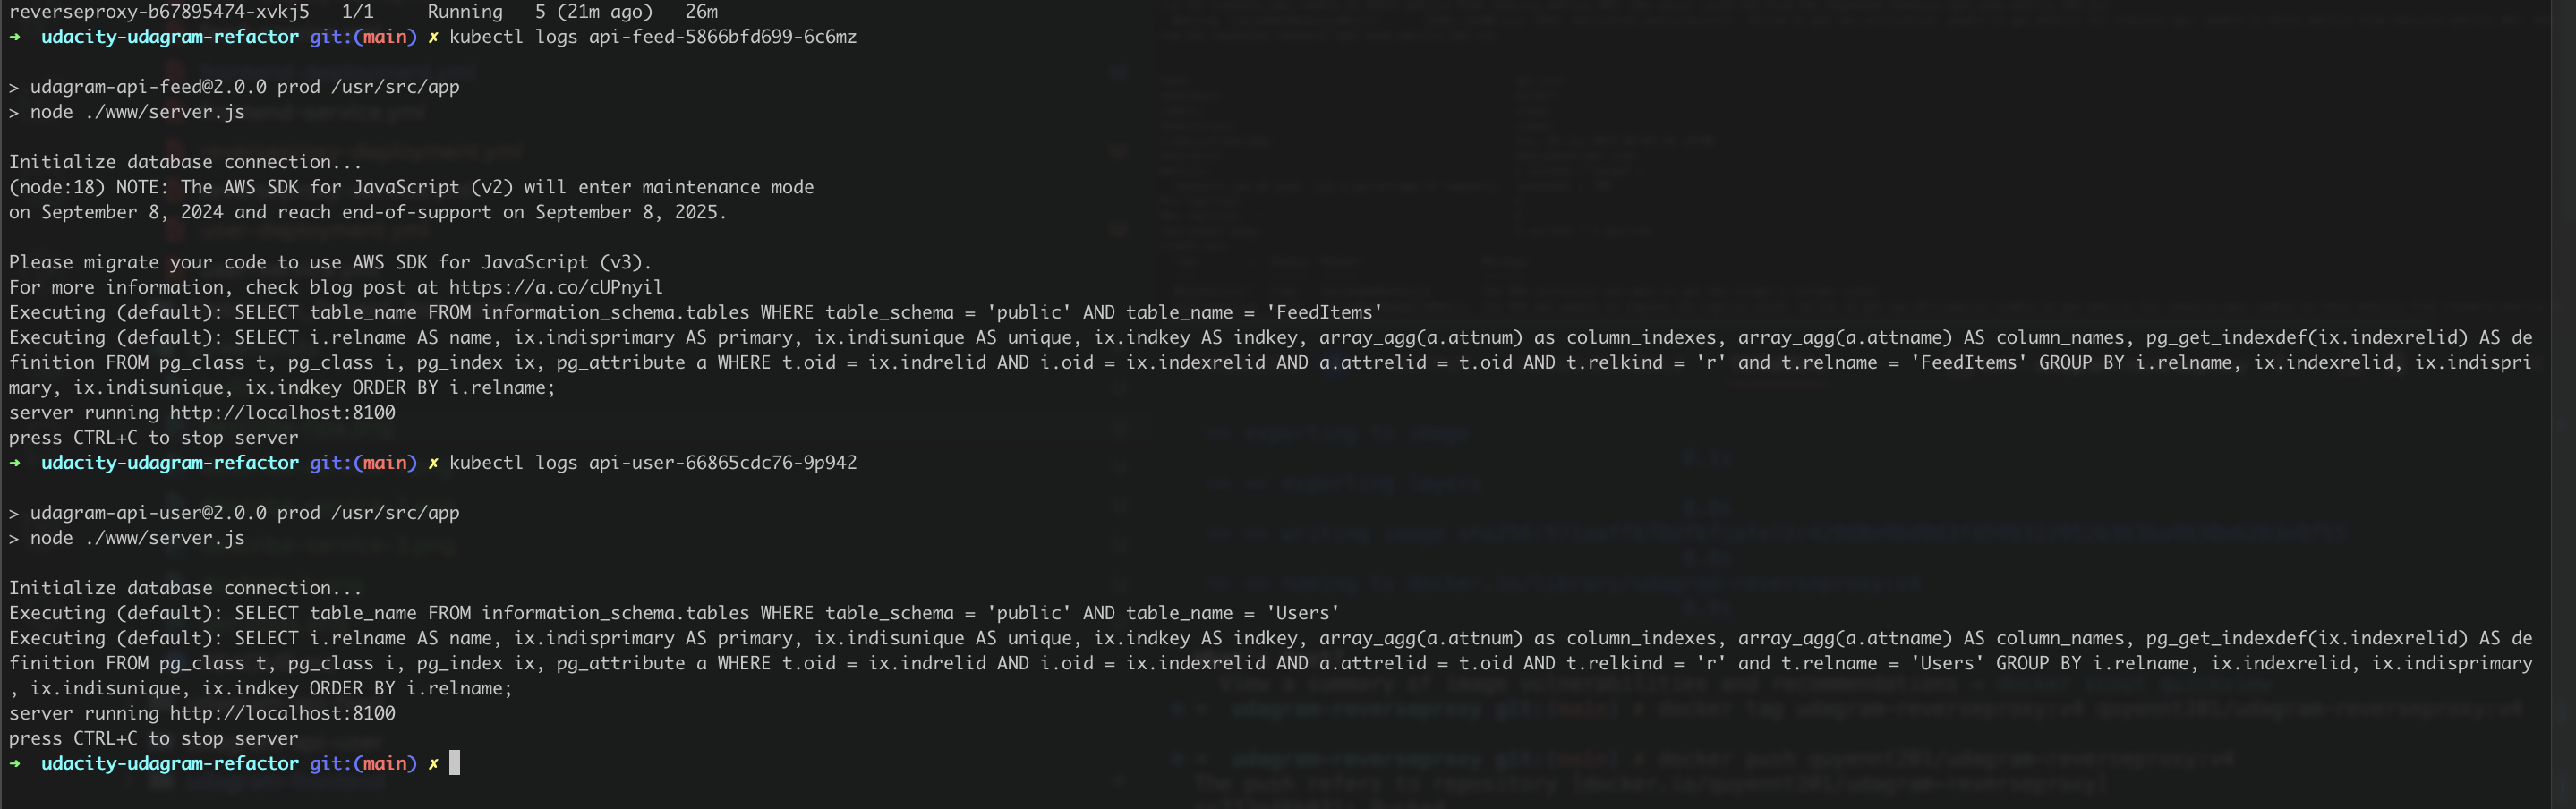 reverseproxy-b67895474-xvkj5   1/1     Running   5 (21m ago)   26m
➜  udacity-udagram-refactor git:(main) ✗ kubectl logs api-feed-5866bfd699-6c6mz
> udagram-api-feed@2.0.0 prod /usr/src/app
> node ./www/server.js
Initialize database connection...
(node:18) NOTE: The AWS SDK for JavaScript (v2) will enter maintenance mode
on September 8, 2024 and reach end-of-support on September 8, 2025.
Please migrate your code to use AWS SDK for JavaScript (v3).
For more information, check blog post at https://a.co/cUPnyil
Executing (default): SELECT table_name FROM information_schema.tables WHERE table_schema = 'public' AND table_name = 'FeedItems'
Executing (default): SELECT i.relname AS name, ix.indisprimary AS primary, ix.indisunique AS unique, ix.indkey AS indkey, array_agg(a.attnum) as column_indexes, array_agg(a.attname) AS column_names, pg_get_indexdef(ix.indexrelid) AS de
finition FROM pg_class t, pg_class i, pg_index ix, pg_attribute a WHERE t.oid = ix.indrelid AND i.oid = ix.indexrelid AND a.attrelid = t.oid AND t.relkind = 'r' and t.relname = 'FeedItems' GROUP BY i.relname, ix.indexrelid, ix.indispri
mary, ix.indisunique, ix.indkey ORDER BY i.relname;
server running http://localhost:8100
press CTRL+C to stop server
➜  udacity-udagram-refactor git:(main) ✗ kubectl logs api-user-66865cdc76-9p942
> udagram-api-user@2.0.0 prod /usr/src/app
> node ./www/server.js
Initialize database connection...
Executing (default): SELECT table_name FROM information_schema.tables WHERE table_schema = 'public' AND table_name = 'Users'
Executing (default): SELECT i.relname AS name, ix.indisprimary AS primary, ix.indisunique AS unique, ix.indkey AS indkey, array_agg(a.attnum) as column_indexes, array_agg(a.attname) AS column_names, pg_get_indexdef(ix.indexrelid) AS de
finition FROM pg_class t, pg_class i, pg_index ix, pg_attribute a WHERE t.oid = ix.indrelid AND i.oid = ix.indexrelid AND a.attrelid = t.oid AND t.relkind = 'r' and t.relname = 'Users' GROUP BY i.relname, ix.indexrelid, ix.indisprimary
, ix.indisunique, ix.indkey ORDER BY i.relname;
server running http://localhost:8100
press CTRL+C to stop server
➜  udacity-udagram-refactor git:(main) ✗